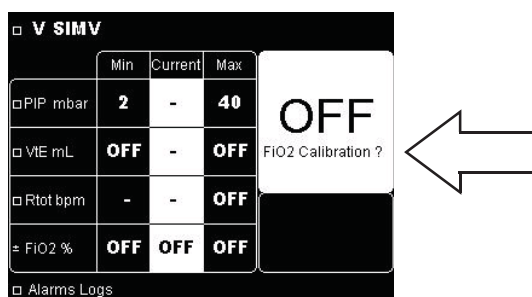 V SIMV
Min Current Max
PIP mbar 2 - 40
VtE mL OFF - OFF
Rtot bpm - - OFF
± FiO2 % OFF OFF OFF
OFF
FiO2 Calibration ?
Alarms Logs